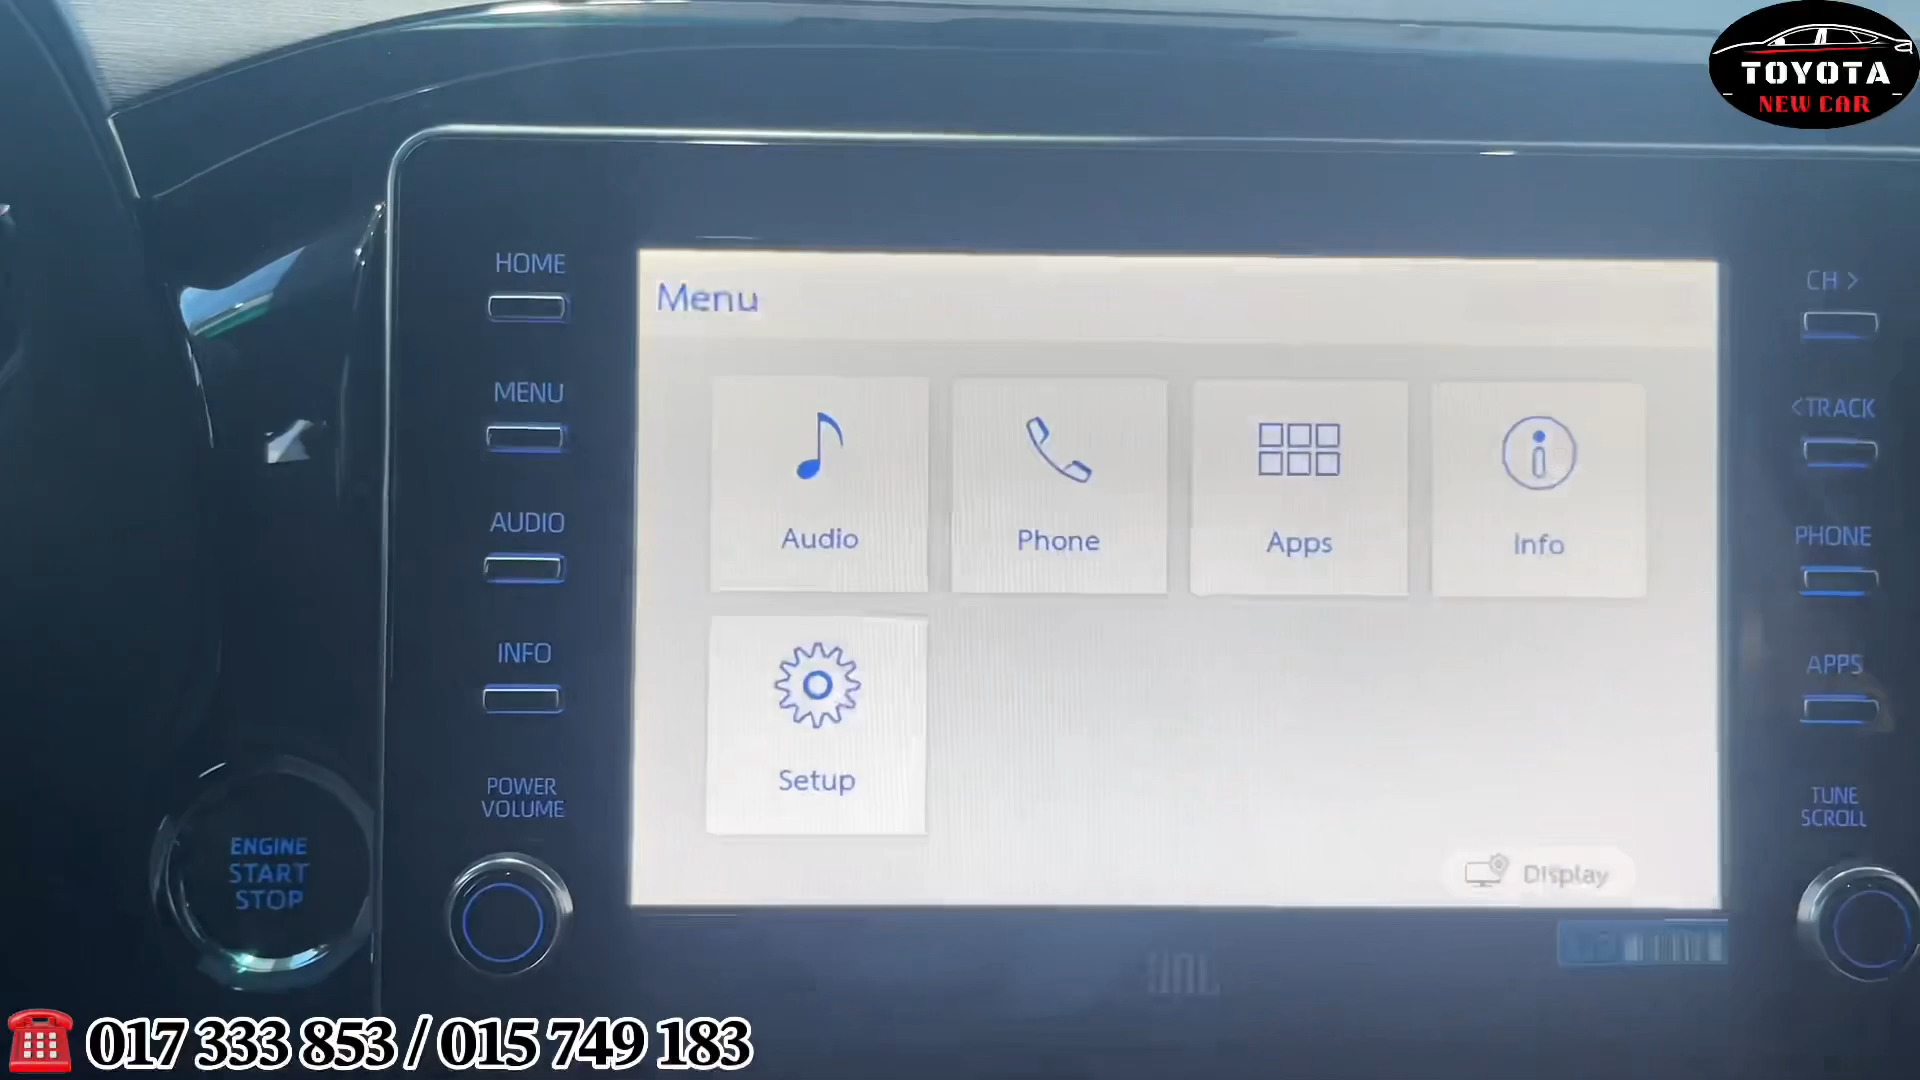 TOYOTA
NEW CAR
HOME
MENU
AUDIO
INFO
POWER
VOLUME
ENGINE
START
STOP
Menu
Audio
Phone
Apps
Info
Setup
Display
JBL
CH >
<TRACK
PHONE
APPS
TUNE
SCROLL
017 333 853 / 015 749 183